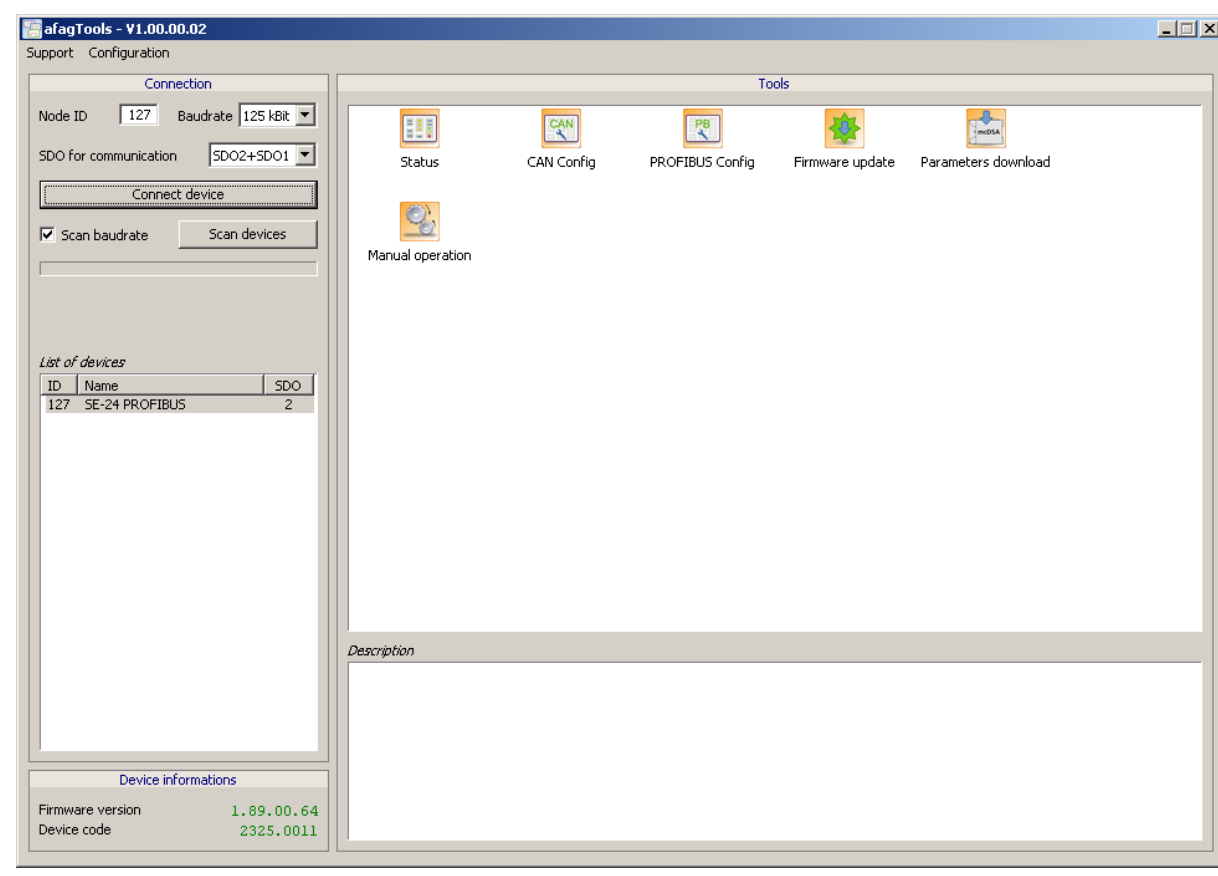 afagTools - V1.00.00.02
Support Configuration
Connection
Node ID 127 Baudrate 125 kBit
SDO for communication SDO2+SDO1
Connect device
Scan baudrate Scan devices
List of devices
ID Name SDO
127 SE-24 PROFIBUS 2
Device informations
Firmware version 1.89.00.64
Device code 2325.0011
Tools
CAN
PB
mcDSA
Status CAN Config PROFIBUS Config Firmware update Parameters download
Manual operation
Description